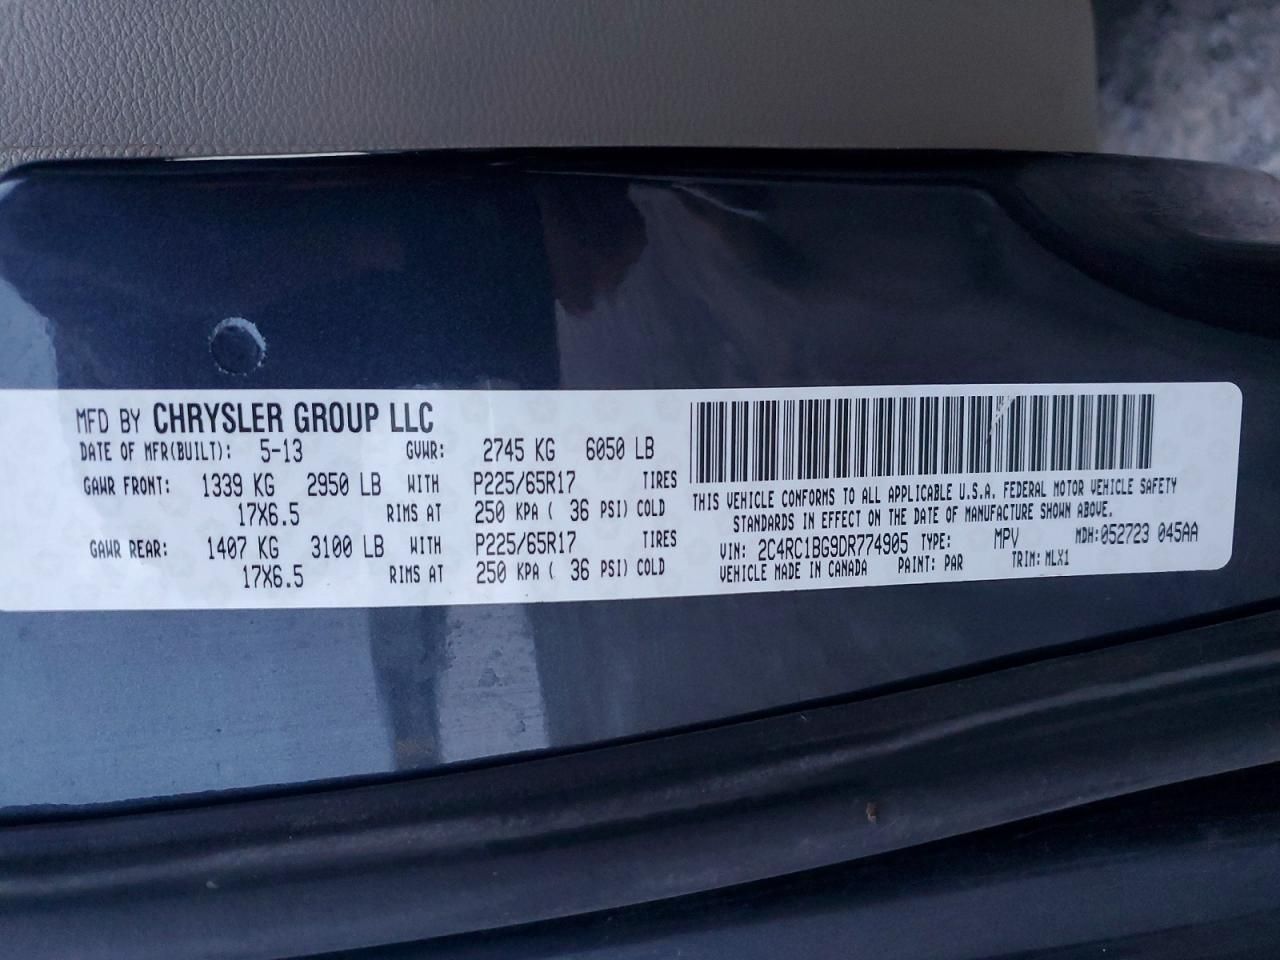 MFD BY CHRYSLER GROUP LLC
DATE OF MFR(BUILT): 5-13 GVWR: 2745 KG 6050 LB
GAWR FRONT: 1339 KG 2950 LB WITH P225/65R17 TIRES
17X6.5 RIMS AT 250 KPA ( 36 PSI) COLD
GAWR REAR: 1407 KG 3100 LB WITH P225/65R17 TIRES
17X6.5 RIMS AT 250 KPA ( 36 PSI) COLD
THIS VEHICLE CONFORMS TO ALL APPLICABLE U.S.A. FEDERAL MOTOR VEHICLE SAFETY
STANDARDS IN EFFECT ON THE DATE OF MANUFACTURE SHOWN ABOVE.
VIN: 2C4RC1BG9DR774905 TYPE: MPV MDH:052723 045AA
VEHICLE MADE IN CANADA PAINT: PAR TRIM: MLX1